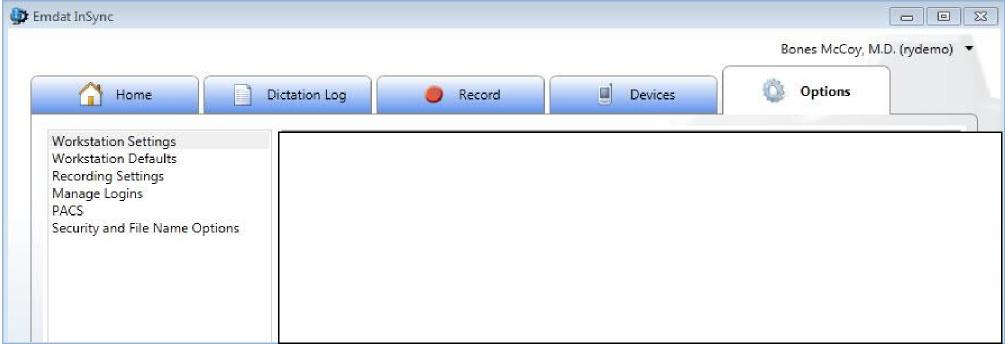 Emdat InSync
Bones McCoy, M.D. (rydemo)
Home Dictation Log Record Devices Options
Workstation Settings
Workstation Defaults
Recording Settings
Manage Logins
PACS
Security and File Name Options